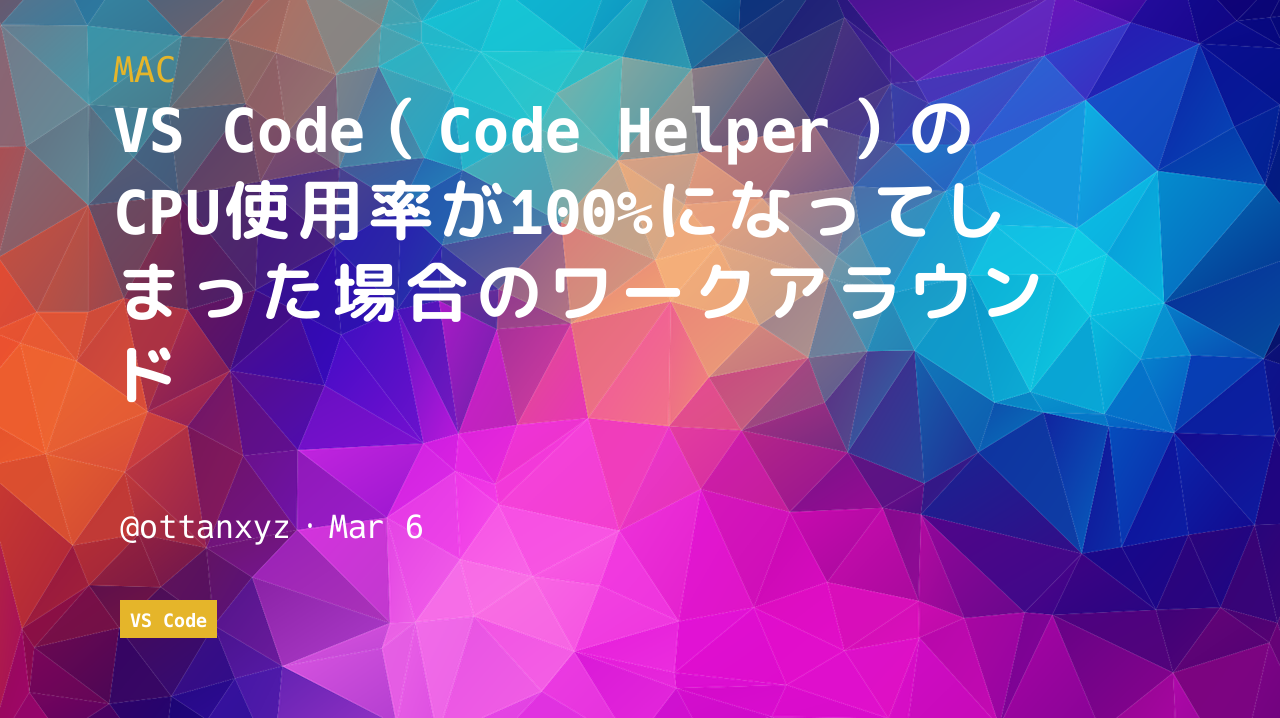 MAC
VS Code（Code Helper）の
CPU使用率が100%になってし
まった場合のワークアラウン
ド
@ottanxyz · Mar 6
VS Code